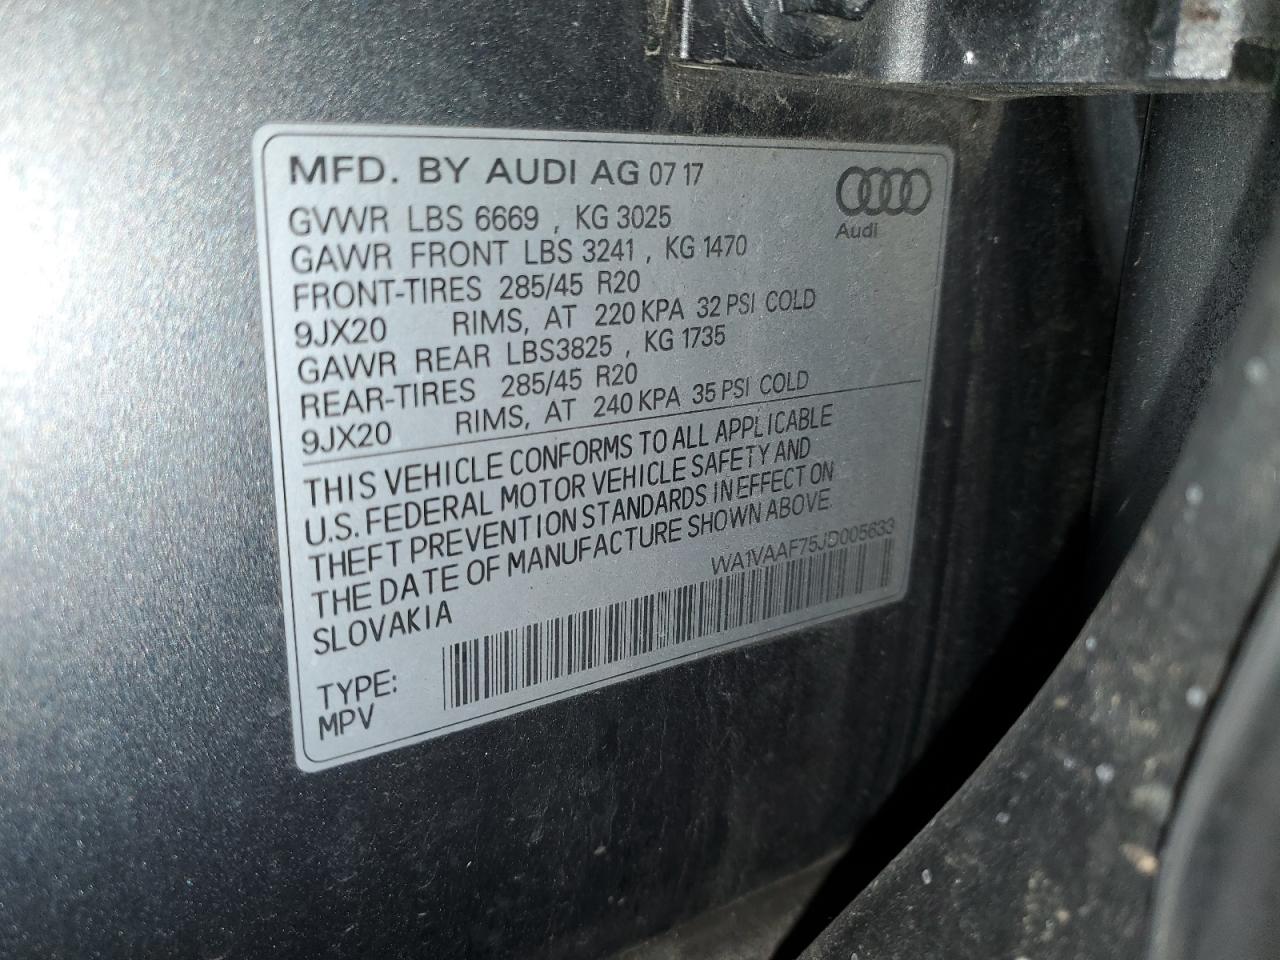 MFD. BY AUDI AG 07 17
Audi
GVWR LBS 6669 , KG 3025
GAWR FRONT LBS 3241 , KG 1470
FRONT-TIRES 285/45 R20
9JX20 RIMS, AT 220 KPA 32 PSI COLD
GAWR REAR LBS3825 , KG 1735
REAR-TIRES 285/45 R20
9JX20 RIMS, AT 240 KPA 35 PSI COLD
THIS VEHICLE CONFORMS TO ALL APPLICABLE
U.S. FEDERAL MOTOR VEHICLE SAFETY AND
THEFT PREVENTION STANDARDS IN EFFECT ON
THE DATE OF MANUFACTURE SHOWN ABOVE.
SLOVAKIA
WA1VAAF75JD005633
TYPE:
MPV